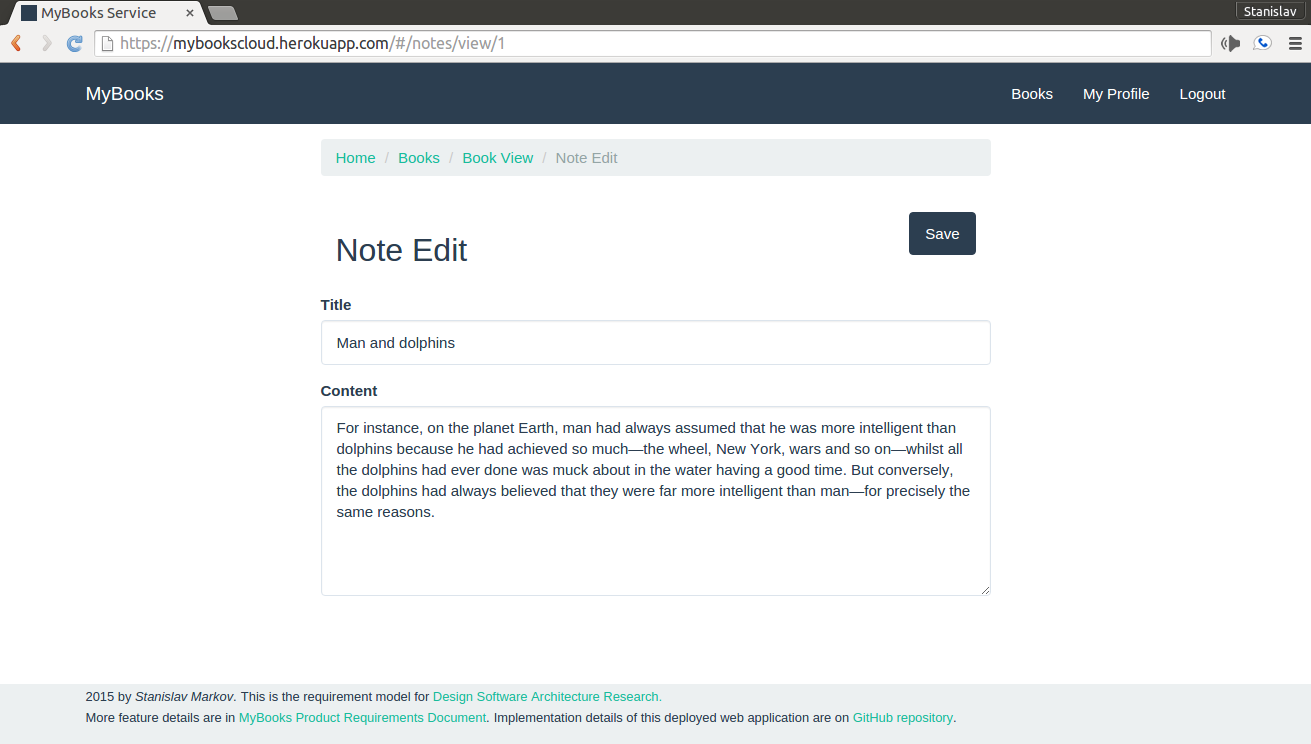 MyBooks Service ×
Stanislav
https://mybookscloud.herokuapp.com/#/notes/view/1
MyBooks Books My Profile Logout
Home / Books / Book View / Note Edit
Save
Note Edit
Title
Man and dolphins
Content
For instance, on the planet Earth, man had always assumed that he was more intelligent than
dolphins because he had achieved so much—the wheel, New York, wars and so on—whilst all
the dolphins had ever done was muck about in the water having a good time. But conversely,
the dolphins had always believed that they were far more intelligent than man—for precisely the
same reasons.
2015 by Stanislav Markov. This is the requirement model for Design Software Architecture Research.
More feature details are in MyBooks Product Requirements Document. Implementation details of this deployed web application are on GitHub repository.